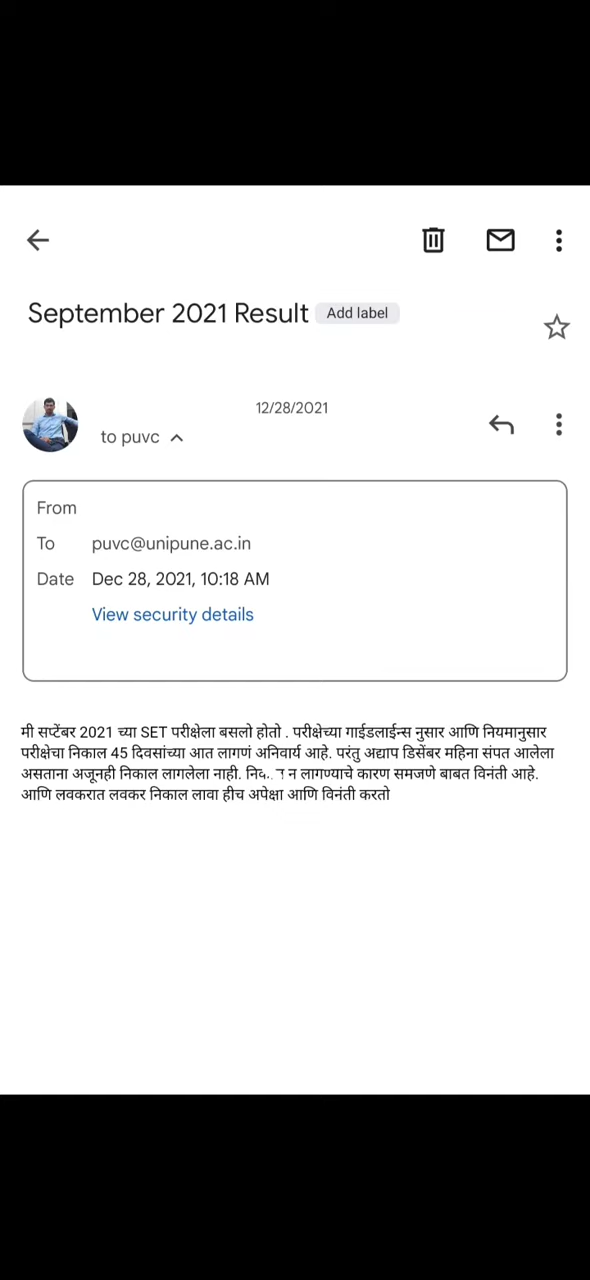 September 2021 Result Add label
12/28/2021
to puvc
From
To puvc@unipune.ac.in
Date Dec 28, 2021, 10:18 AM
View security details
मी सप्टेंबर 2021 च्या SET परीक्षेला बसलो होतो . परीक्षेच्या गाईडलाईन्स नुसार आणि नियमानुसार
परीक्षेचा निकाल 45 दिवसांच्या आत लागणं अनिवार्य आहे. परंतु अद्याप डिसेंबर महिना संपत आलेला
असताना अजूनही निकाल लागलेला नाही. न लागण्याचे कारण समजणे बाबत विनंती आहे.
आणि लवकरात लवकर निकाल लावा हीच अपेक्षा आणि विनंती करतो